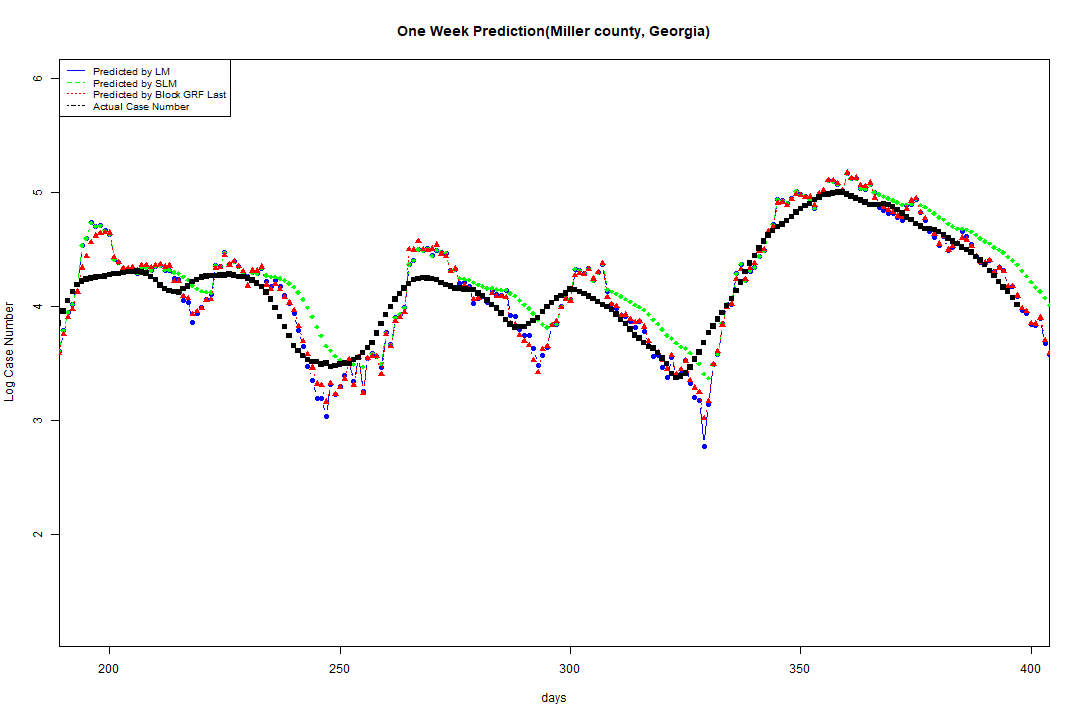 One Week Prediction(Miller county, Georgia)
Predicted by LM
Predicted by SLM
Predicted by Block GRF Last
Actual Case Number
6
5
4
3
2
Log Case Number
200
250
300
350
400
days